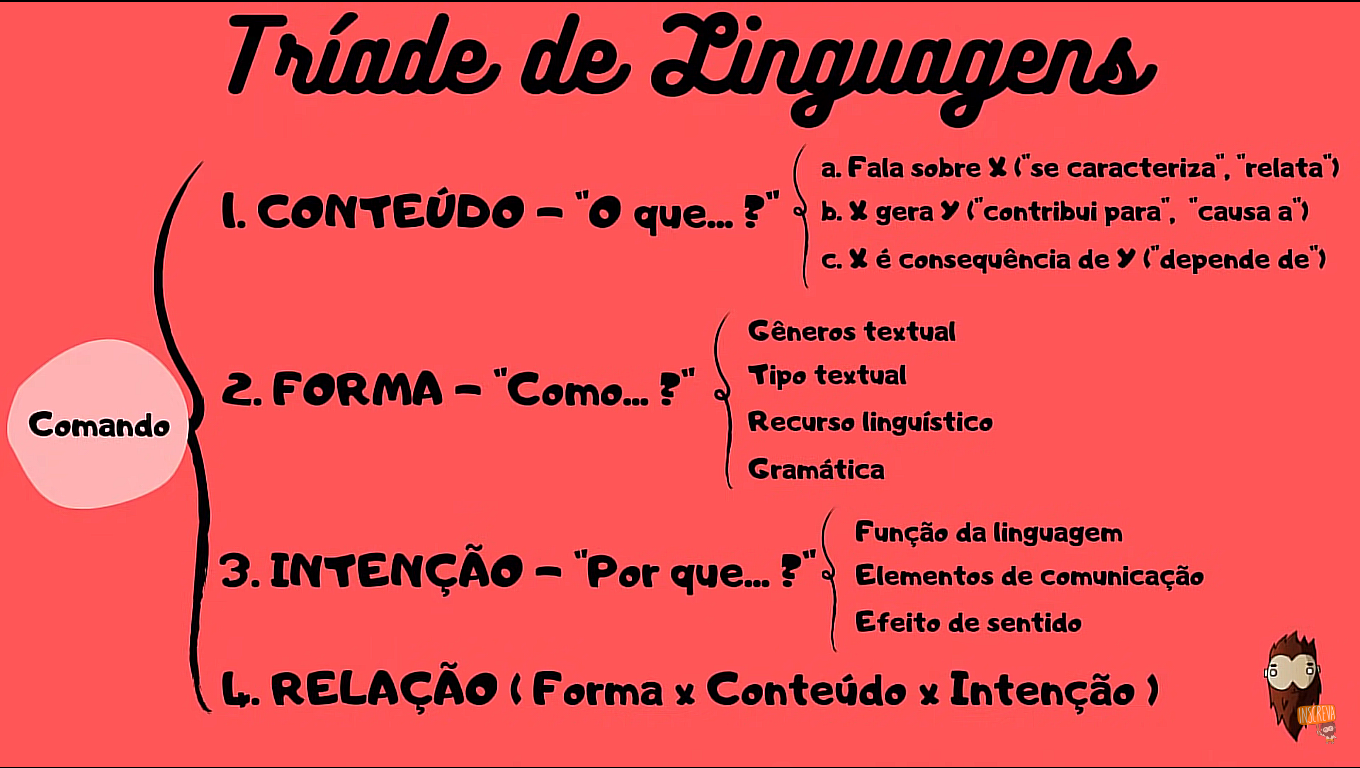 Tríade de Linguagens
Comando
1. CONTEÚDO - "O que... ?"
a. Fala sobre X ("se caracteriza", "relata")
b. X gera Y ("contribui para", "causa a")
c. X é consequência de Y ("depende de")
2. FORMA - "Como... ?"
Gêneros textual
Tipo textual
Recurso linguístico
Gramática
3. INTENÇÃO - "Por que... ?"
Função da linguagem
Elementos de comunicação
Efeito de sentido
4. RELAÇÃO ( Forma x Conteúdo x Intenção )
INSCREVA